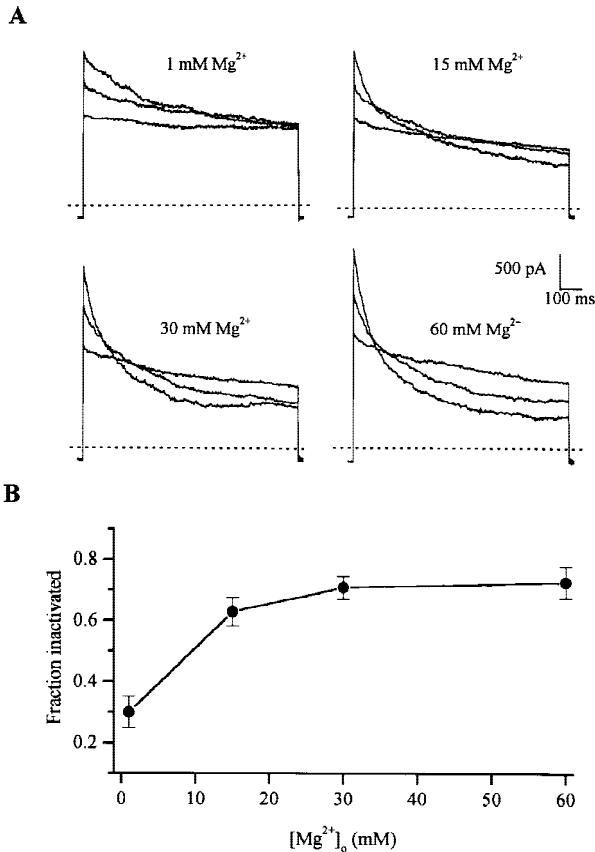 A
1 mM Mg²⁺
15 mM Mg²⁺
30 mM Mg²⁺
60 mM Mg²⁻
500 pA
100 ms
B
Fraction inactivated
0.8
0.6
0.4
0.2
0 10 20 30 40 50 60
[Mg²⁺]ₒ (mM)